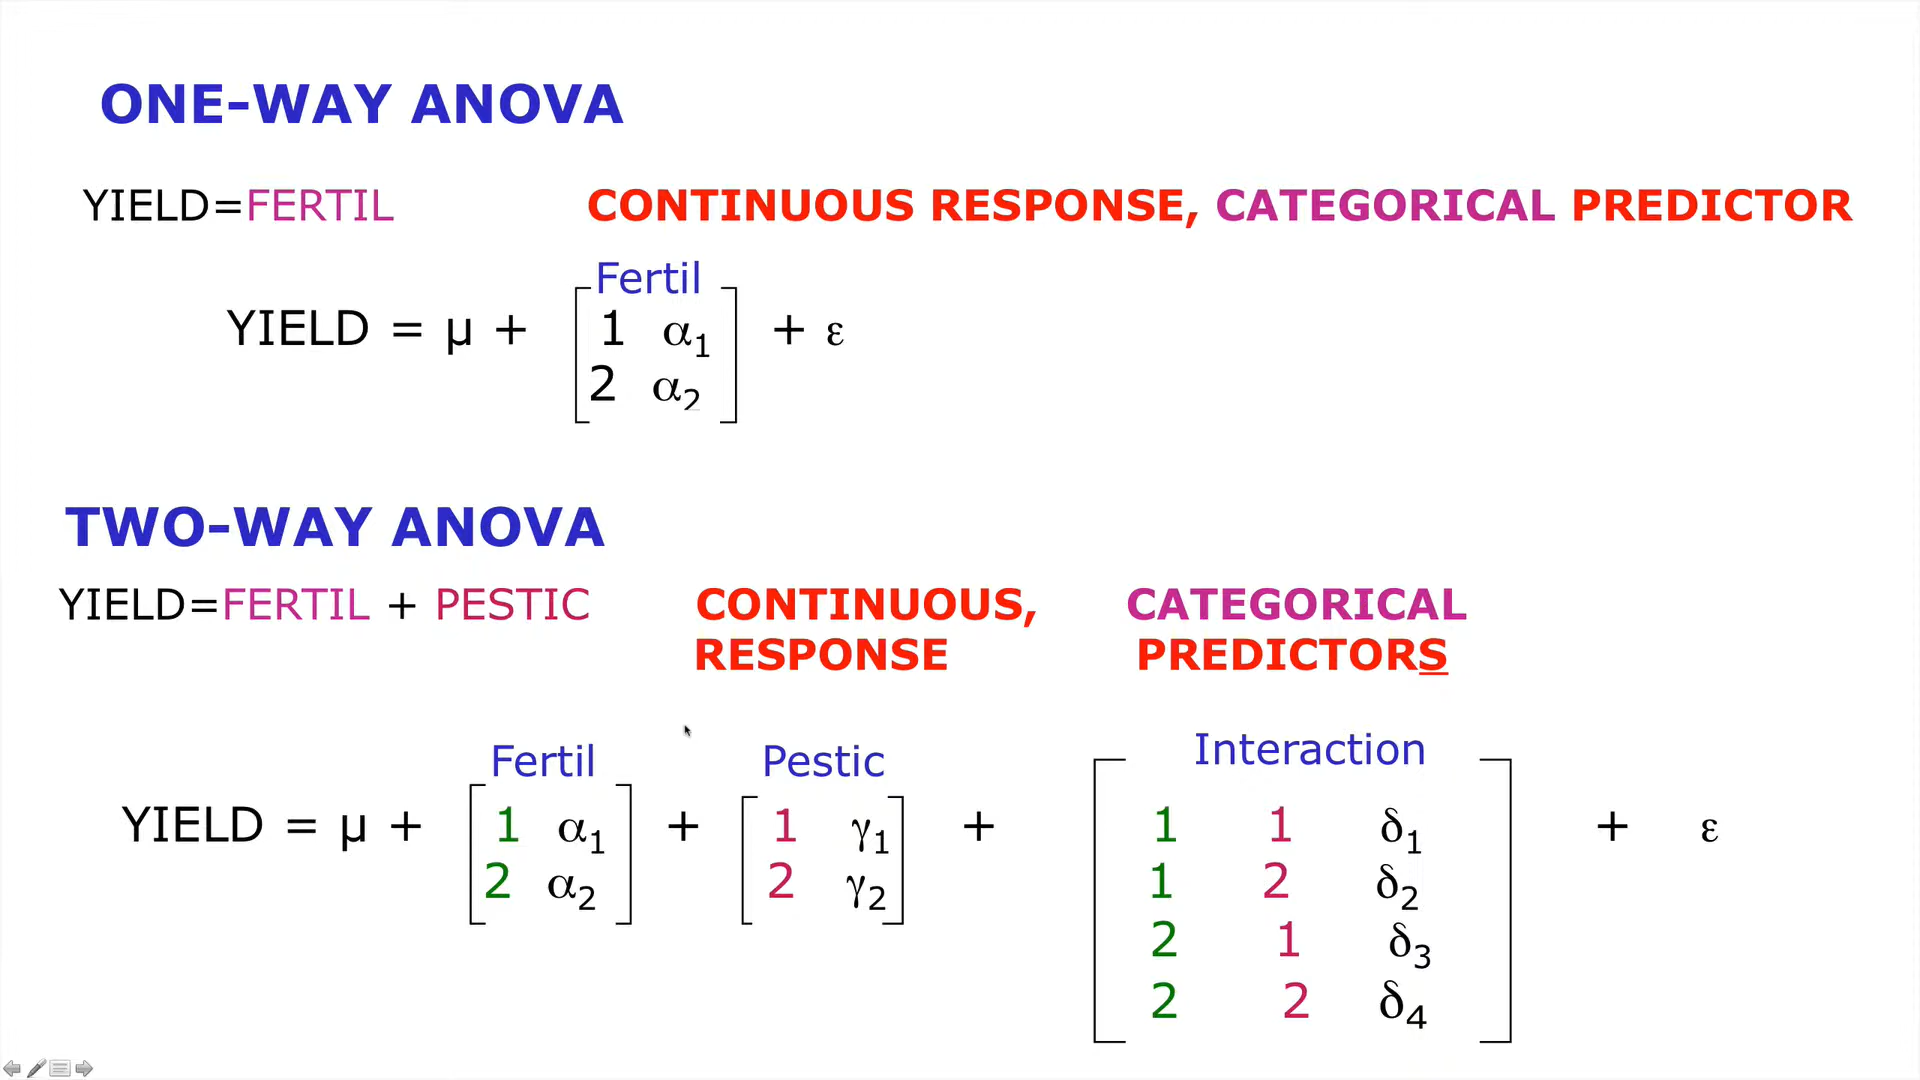 ONE-WAY ANOVA
YIELD=FERTIL CONTINUOUS RESPONSE, CATEGORICAL PREDICTOR
Fertil
YIELD = μ + 1 α1 + ε
2 α2
TWO-WAY ANOVA
YIELD=FERTIL + PESTIC CONTINUOUS, CATEGORICAL
RESPONSE PREDICTORS
Fertil Pestic Interaction
YIELD = μ + 1 α1 + 1 γ1 + 1 1 δ1 + ε
2 α2 2 γ2 1 2 δ2
2 1 δ3
2 2 δ4